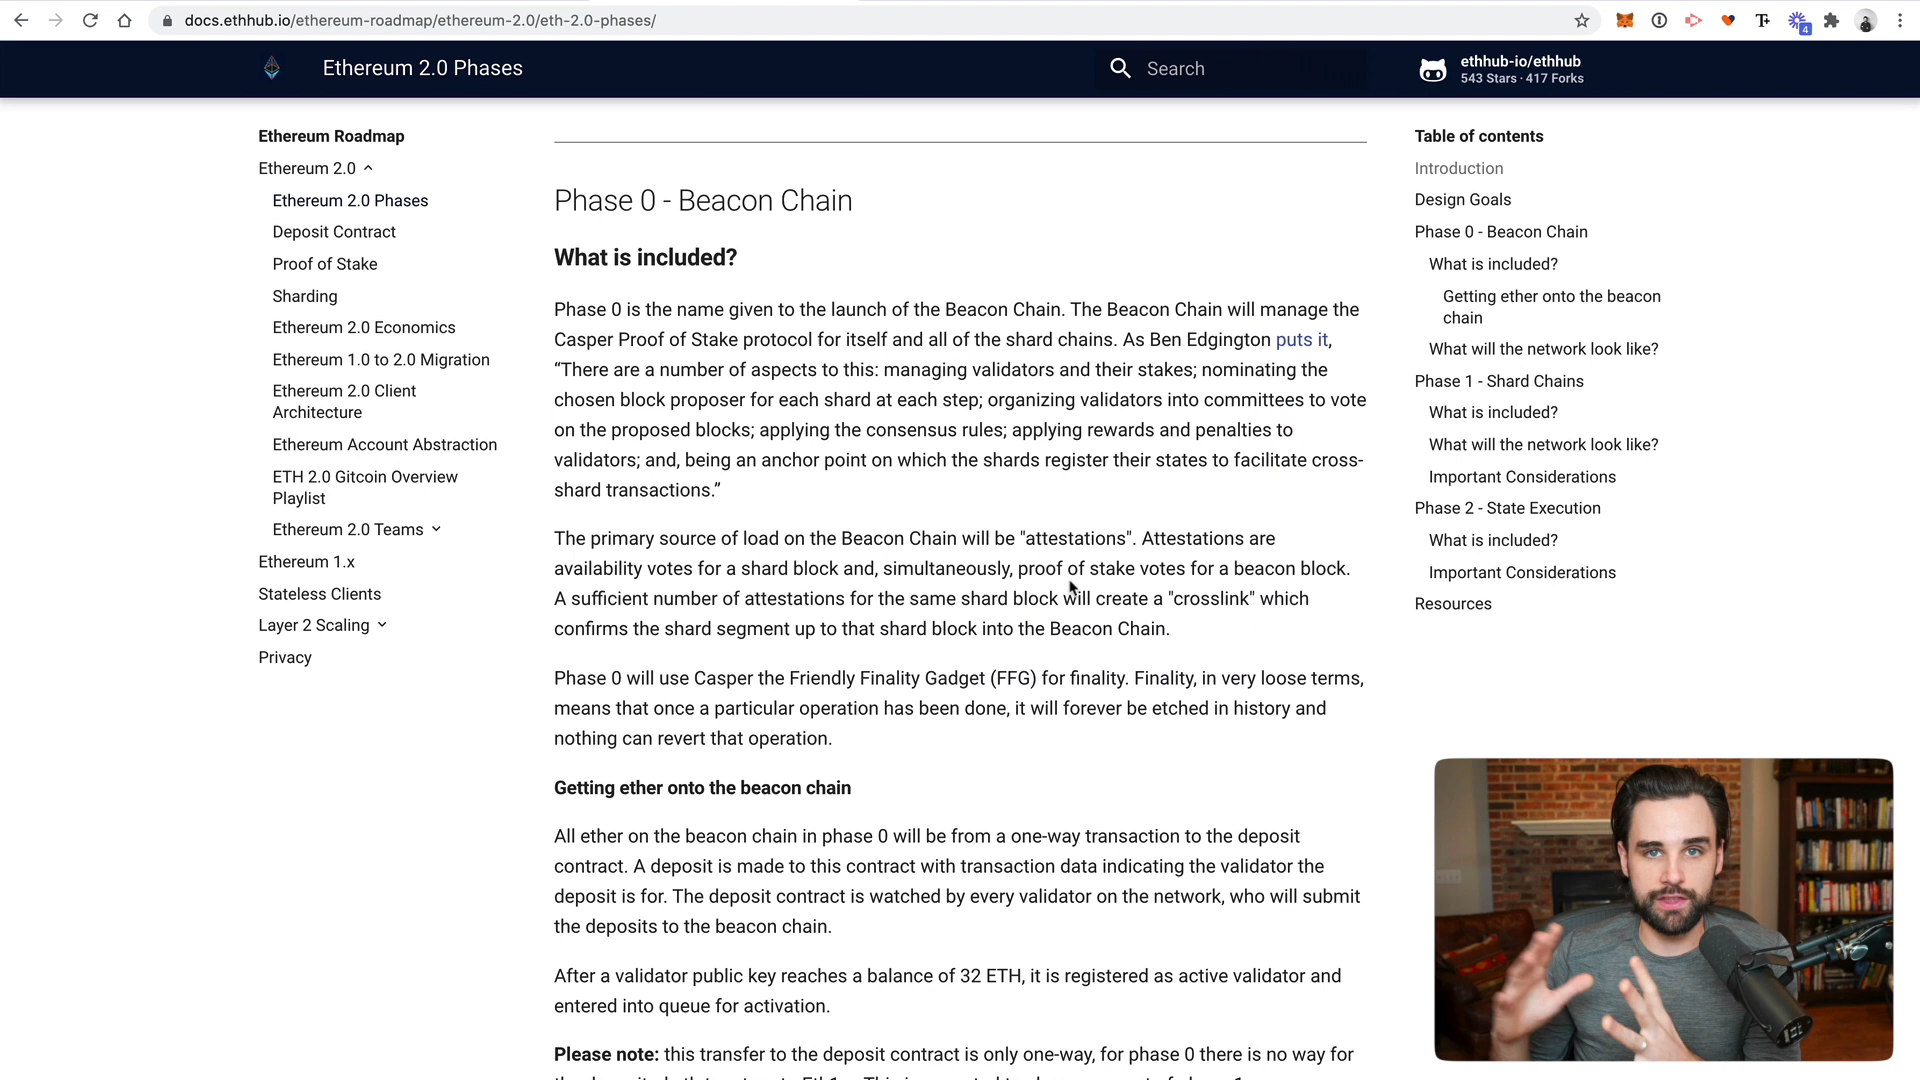 docs.ethhub.io/ethereum-roadmap/ethereum-2.0/eth-2.0-phases/
4
Ethereum 2.0 Phases
Search
ethhub-io/ethhub
543 Stars · 417 Forks
Ethereum Roadmap
Ethereum 2.0
Ethereum 2.0 Phases
Deposit Contract
Proof of Stake
Sharding
Ethereum 2.0 Economics
Ethereum 1.0 to 2.0 Migration
Ethereum 2.0 Client
Architecture
Ethereum Account Abstraction
ETH 2.0 Gitcoin Overview
Playlist
Ethereum 2.0 Teams
Ethereum 1.x
Stateless Clients
Layer 2 Scaling
Privacy
Phase 0 - Beacon Chain
What is included?
Phase 0 is the name given to the launch of the Beacon Chain. The Beacon Chain will manage the
Casper Proof of Stake protocol for itself and all of the shard chains. As Ben Edgington puts it,
“There are a number of aspects to this: managing validators and their stakes; nominating the
chosen block proposer for each shard at each step; organizing validators into committees to vote
on the proposed blocks; applying the consensus rules; applying rewards and penalties to
validators; and, being an anchor point on which the shards register their states to facilitate cross-
shard transactions.”
The primary source of load on the Beacon Chain will be "attestations". Attestations are
availability votes for a shard block and, simultaneously, proof of stake votes for a beacon block.
A sufficient number of attestations for the same shard block will create a "crosslink" which
confirms the shard segment up to that shard block into the Beacon Chain.
Phase 0 will use Casper the Friendly Finality Gadget (FFG) for finality. Finality, in very loose terms,
means that once a particular operation has been done, it will forever be etched in history and
nothing can revert that operation.
Getting ether onto the beacon chain
All ether on the beacon chain in phase 0 will be from a one-way transaction to the deposit
contract. A deposit is made to this contract with transaction data indicating the validator the
deposit is for. The deposit contract is watched by every validator on the network, who will submit
the deposits to the beacon chain.
After a validator public key reaches a balance of 32 ETH, it is registered as active validator and
entered into queue for activation.
Please note: this transfer to the deposit contract is only one-way, for phase 0 there is no way for
Table of contents
Introduction
Design Goals
Phase 0 - Beacon Chain
What is included?
Getting ether onto the beacon
chain
What will the network look like?
Phase 1 - Shard Chains
What is included?
What will the network look like?
Important Considerations
Phase 2 - State Execution
What is included?
Important Considerations
Resources